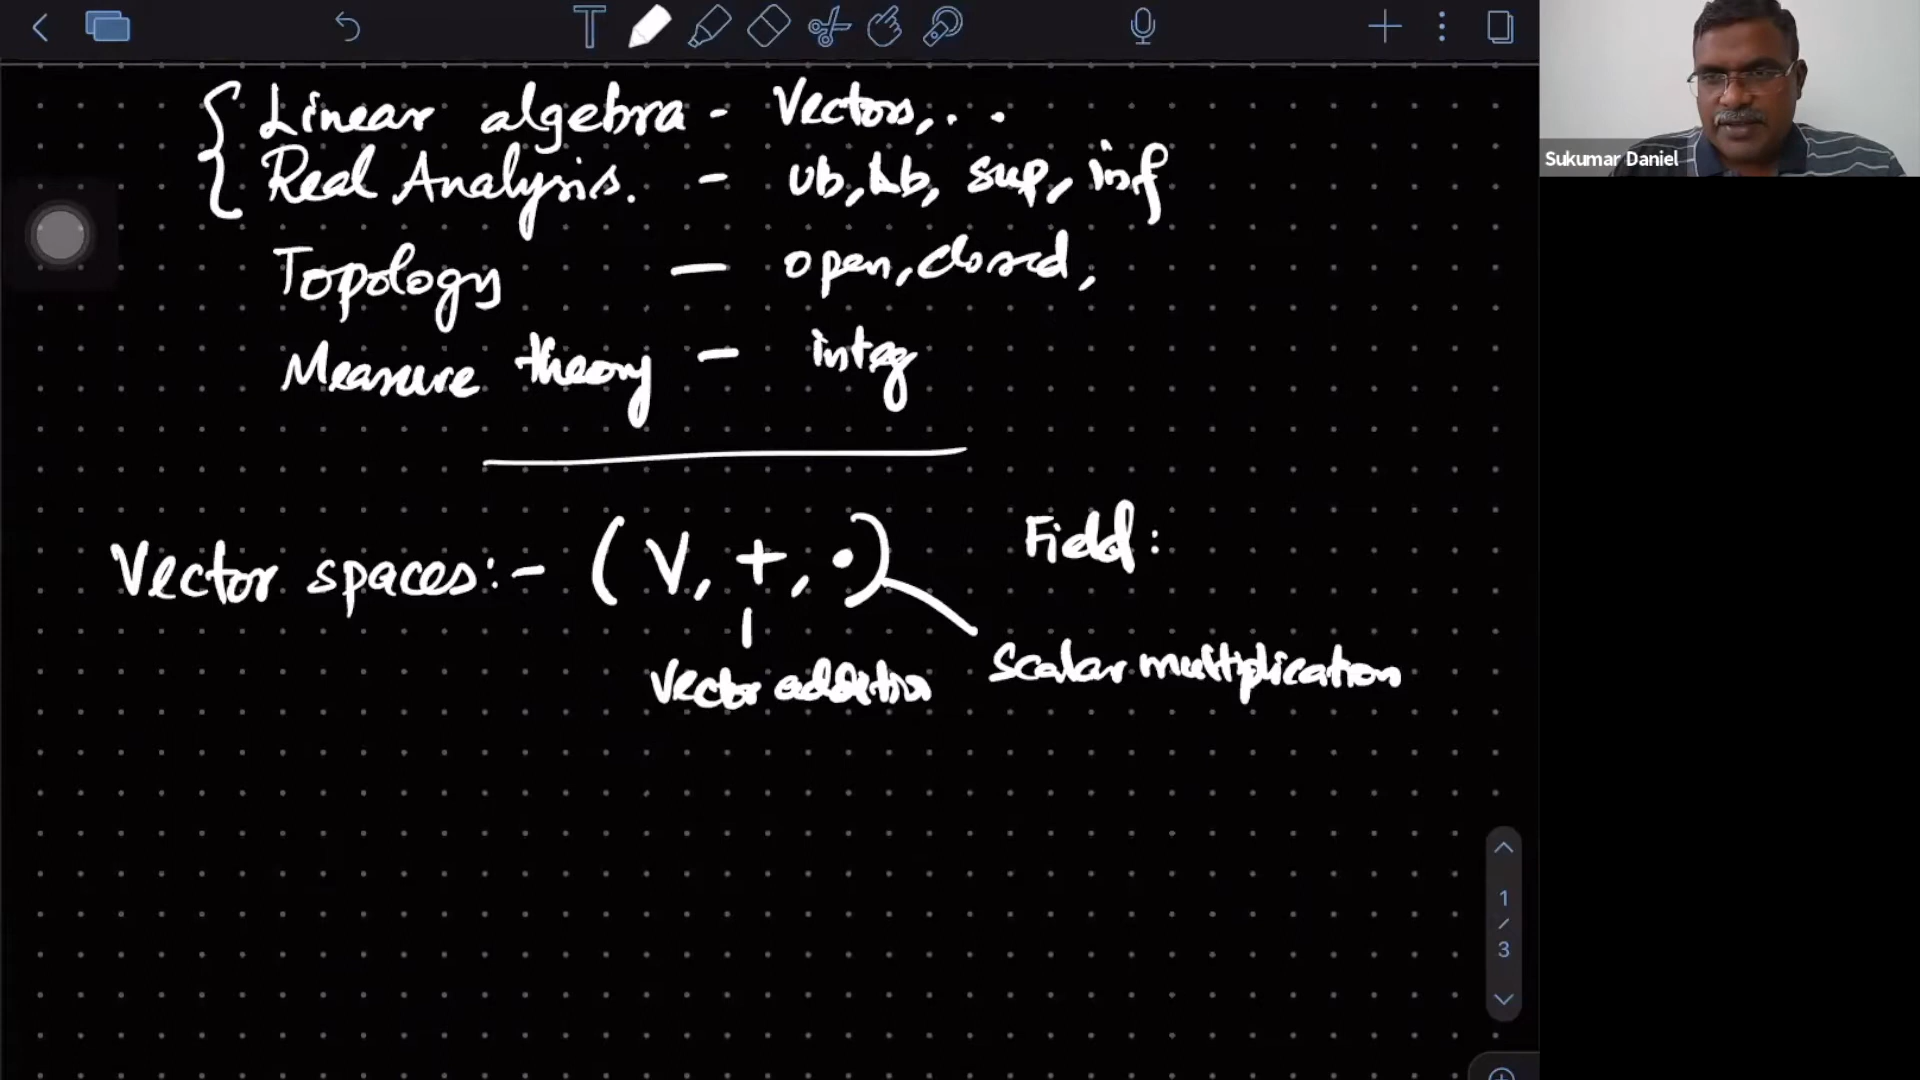 Linear algebra - Vectors, . .
Real Analysis. - ub, lb, sup, inf
Topology - open, closed,
Measure theory - integ
Vector spaces:- (V, +, •) Field:
Vector addition Scalar multiplication
Sukumar Daniel
1
/
3